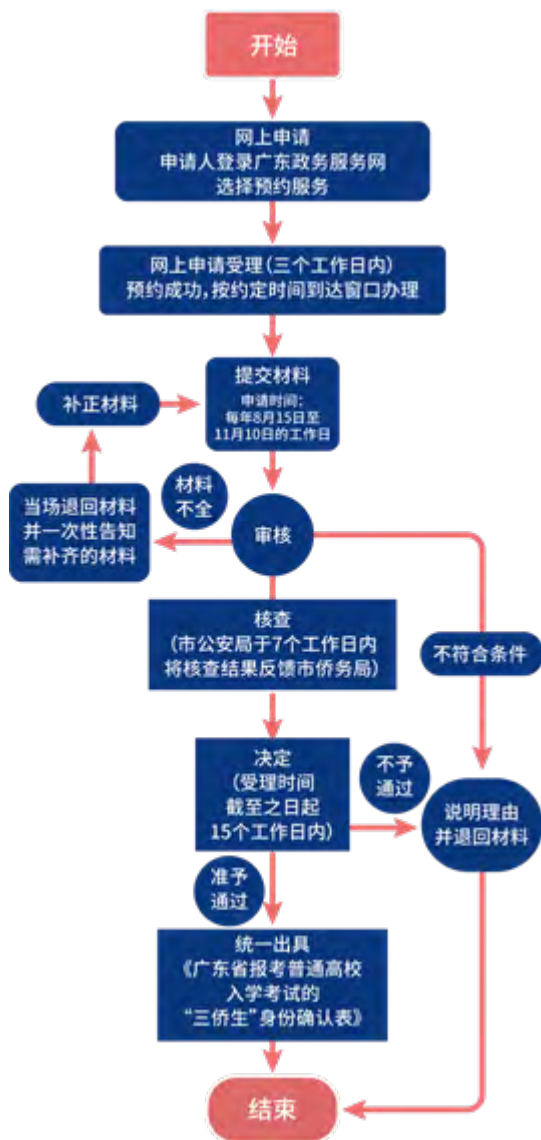 开始
网上申请
申请人登录广东政务服务网
选择预约服务
网上申请受理(三个工作日内)
预约成功,按约定时间到达窗口办理
提交材料
申请时间:
每年8月15日至
11月10日的工作日
补正材料
材料
不全
当场退回材料
并一次性告知
需补齐的材料
审核
核查
(市公安局于7个工作日内
将核查结果反馈市侨务局)
不符合条件
决定
(受理时间
截至之日起
15个工作日内)
不予
通过
说明理由
并退回材料
准予
通过
统一出具
《广东省报考普通高校
入学考试的
“三侨生”身份确认表》
结束